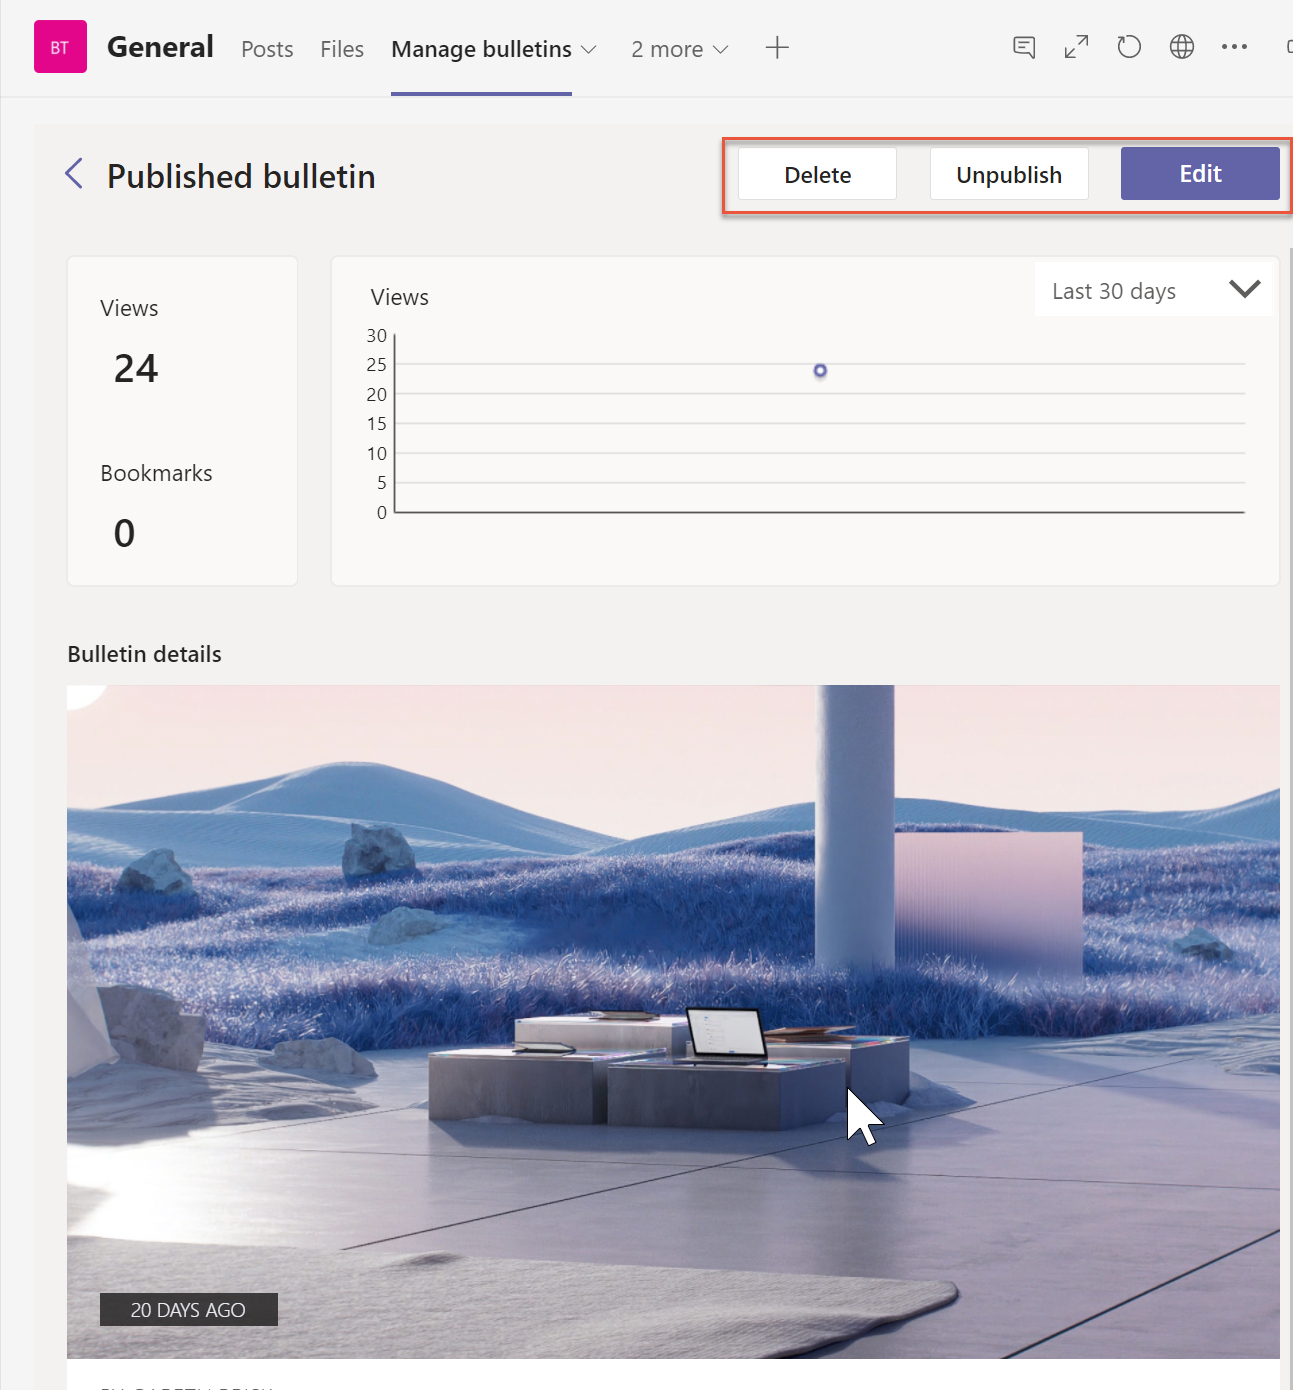 BT General Posts Files Manage bulletins 2 more
Published bulletin Delete Unpublish Edit
Views
24
Bookmarks
0
Views Last 30 days
30
25
20
15
10
5
0
Bulletin details
20 DAYS AGO